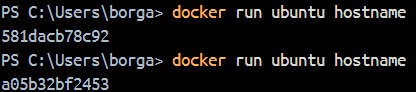 PS C:\Users\borga> docker run ubuntu hostname
581dacb78c92
PS C:\Users\borga> docker run ubuntu hostname
a05b32bf2453